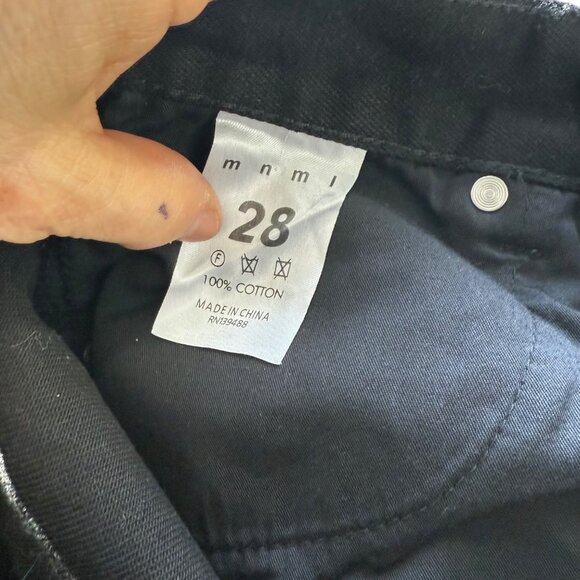 mnml
28
F
100% COTTON
MADE IN CHINA
RN139488